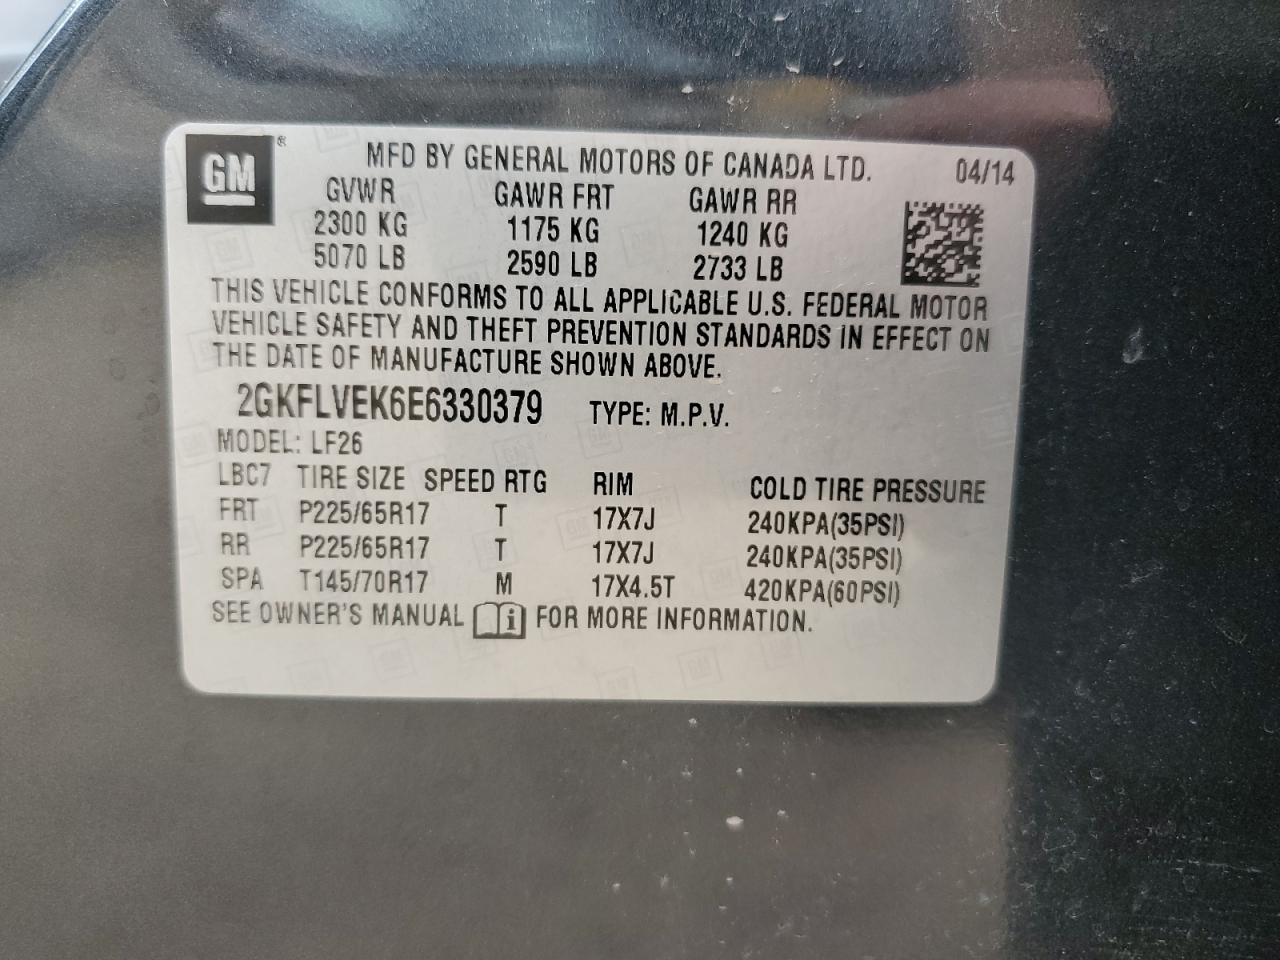 GM ® MFD BY GENERAL MOTORS OF CANADA LTD. 04/14
GVWR GAWR FRT GAWR RR
2300 KG 1175 KG 1240 KG
5070 LB 2590 LB 2733 LB
THIS VEHICLE CONFORMS TO ALL APPLICABLE U.S. FEDERAL MOTOR
VEHICLE SAFETY AND THEFT PREVENTION STANDARDS IN EFFECT ON
THE DATE OF MANUFACTURE SHOWN ABOVE.
2GKFLVEK6E6330379 TYPE: M.P.V.
MODEL: LF26
LBC7 TIRE SIZE SPEED RTG RIM COLD TIRE PRESSURE
FRT P225/65R17 T 17X7J 240KPA(35PSI)
RR P225/65R17 T 17X7J 240KPA(35PSI)
SPA T145/70R17 M 17X4.5T 420KPA(60PSI)
SEE OWNER'S MANUAL i FOR MORE INFORMATION.